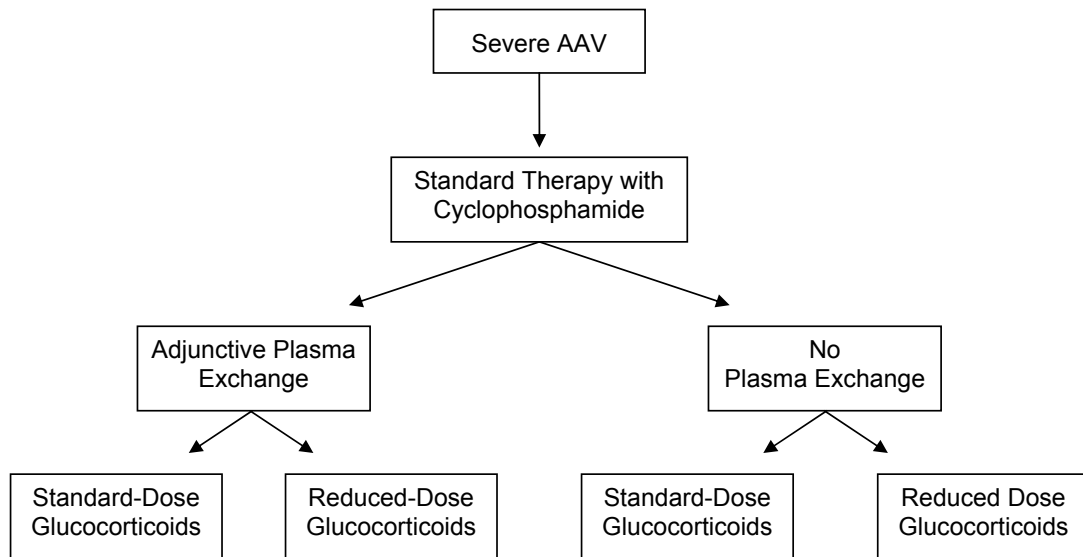 Severe AAV
Standard Therapy with
Cyclophosphamide
Adjunctive Plasma
Exchange
No
Plasma Exchange
Standard-Dose
Glucocorticoids
Reduced-Dose
Glucocorticoids
Standard-Dose
Glucocorticoids
Reduced Dose
Glucocorticoids